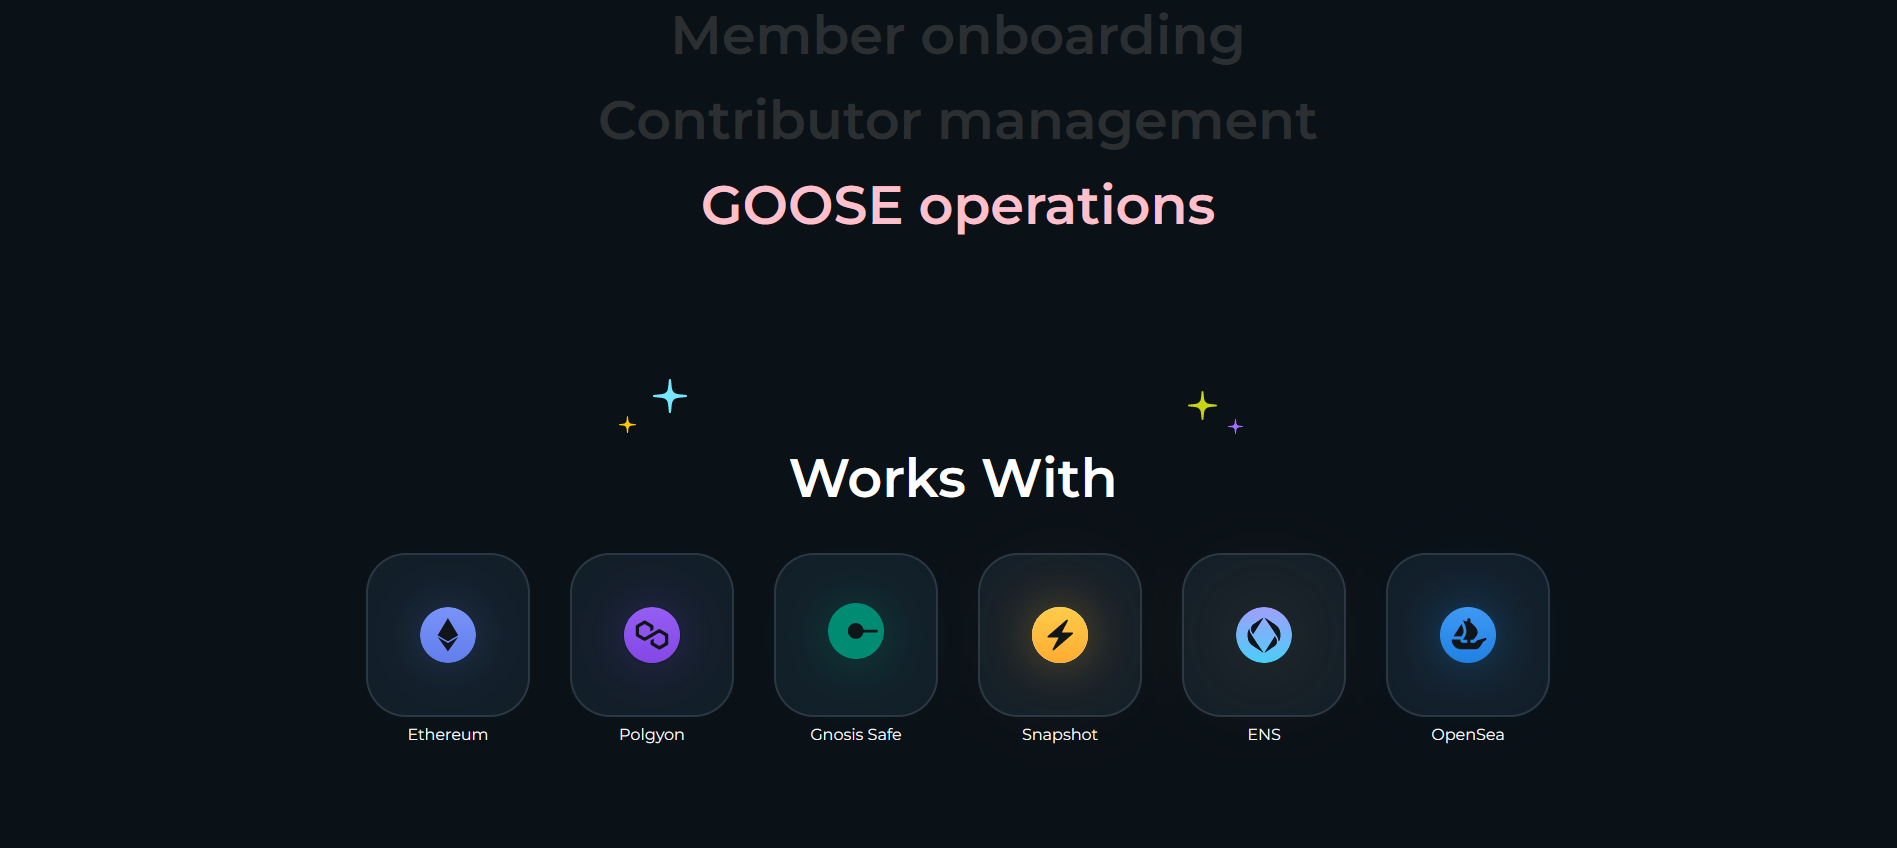 Member onboarding
Contributor management
GOOSE operations
Works With
Ethereum
Polgyon
Gnosis Safe
Snapshot
ENS
OpenSea